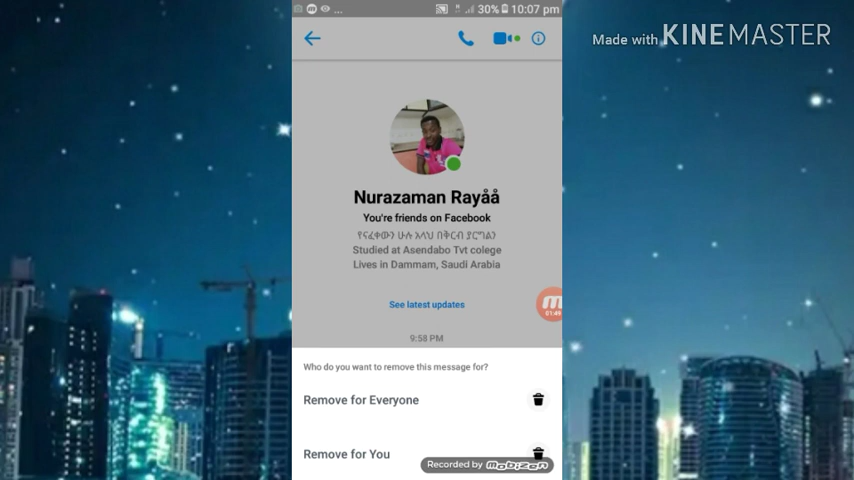 ... 30% 10:07 pm
Made with KINEMASTER
Nurazaman Rayåå
You're friends on Facebook
የናፈቀውን ሁሉ አላህ በቅርብ ያርግልን
Studied at Asendabo Tvt colege
Lives in Dammam, Saudi Arabia
See latest updates
01:49
9:58 PM
Who do you want to remove this message for?
Remove for Everyone
Remove for You
Recorded by mobizen